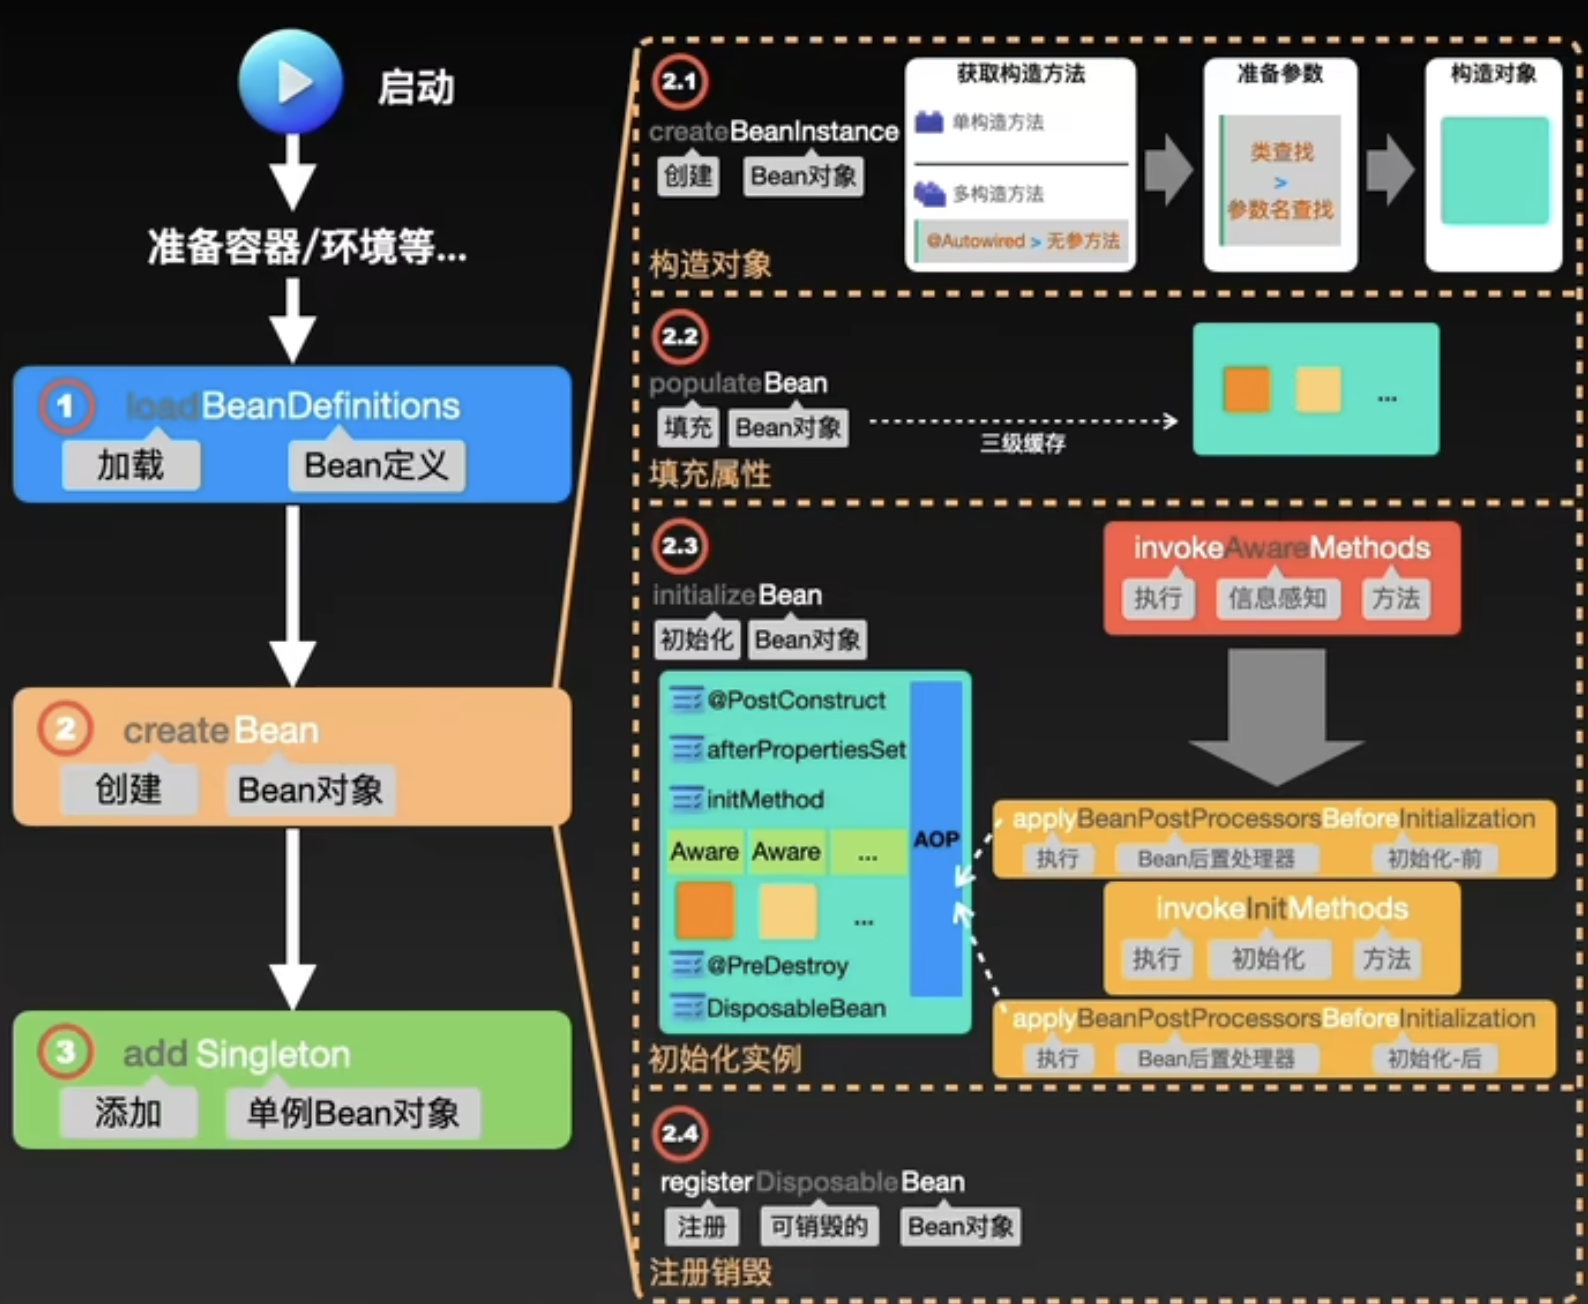 启动
准备容器/环境等...
1
loadBeanDefinitions
加载
Bean定义
2
createBean
创建
Bean对象
3
add Singleton
添加
单例Bean对象
2.1
createBeanInstance
创建
Bean对象
构造对象
获取构造方法
单构造方法
多构造方法
@Autowired > 无参方法
准备参数
类查找
>
参数名查找
构造对象
2.2
populateBean
填充
Bean对象
填充属性
三级缓存
...
2.3
initializeBean
初始化
Bean对象
@PostConstruct
afterPropertiesSet
initMethod
Aware
Aware
...
...
@PreDestroy
DisposableBean
AOP
初始化实例
invokeAwareMethods
执行
信息感知
方法
applyBeanPostProcessorsBeforeInitialization
执行
Bean后置处理器
初始化-前
invokeInitMethods
执行
初始化
方法
applyBeanPostProcessorsBeforeInitialization
执行
Bean后置处理器
初始化-后
2.4
registerDisposableBean
注册
可销毁的
Bean对象
注册销毁